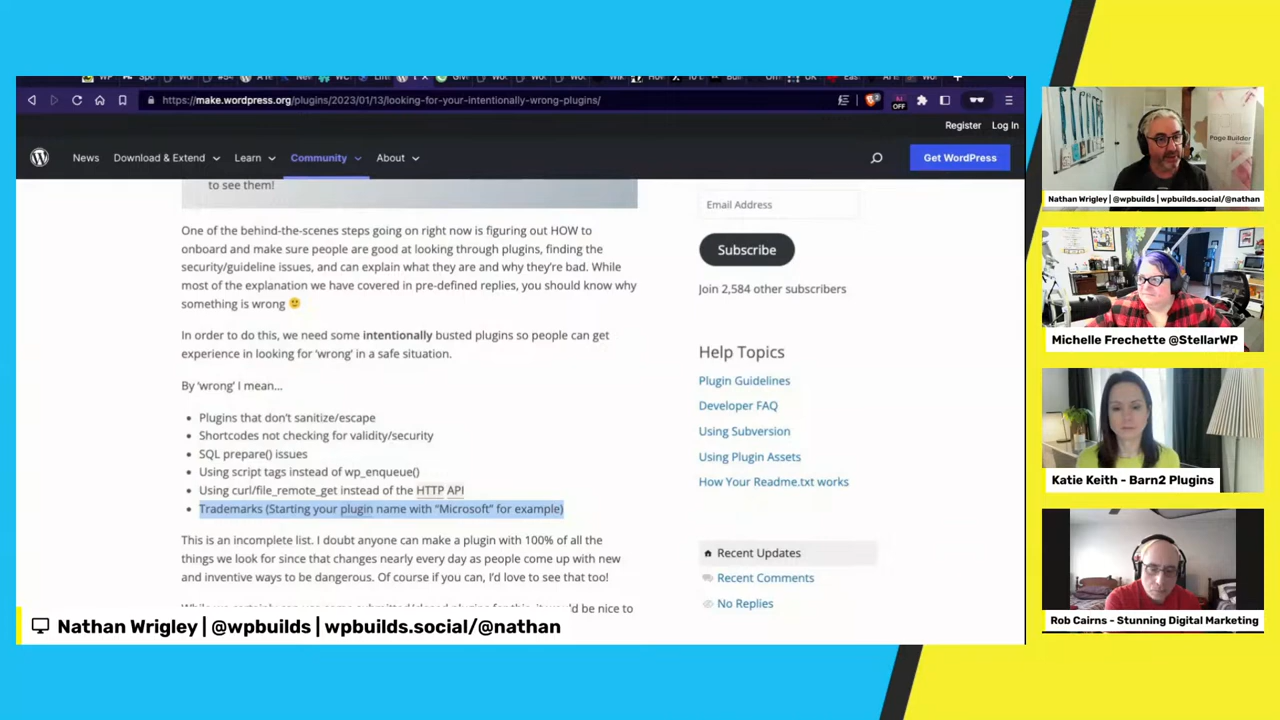 https://make.wordpress.org/plugins/2023/01/13/looking-for-your-intentionally-wrong-plugins/
OFF
Register Log In
News Download & Extend Learn Community About Get WordPress
to see them!
One of the behind-the-scenes steps going on right now is figuring out HOW to
onboard and make sure people are good at looking through plugins, finding the
security/guideline issues, and can explain what they are and why they're bad. While
most of the explanation we have covered in pre-defined replies, you should know why
something is wrong 🙂
In order to do this, we need some intentionally busted plugins so people can get
experience in looking for 'wrong' in a safe situation.
By 'wrong' I mean…
• Plugins that don't sanitize/escape
• Shortcodes not checking for validity/security
• SQL prepare() issues
• Using script tags instead of wp_enqueue()
• Using curl/file_remote_get instead of the HTTP API
• Trademarks (Starting your plugin name with "Microsoft" for example)
This is an incomplete list. I doubt anyone can make a plugin with 100% of all the
things we look for since that changes nearly every day as people come up with new
and inventive ways to be dangerous. Of course if you can, I'd love to see that too!
be nice to
Email Address
Subscribe
Join 2,584 other subscribers
Help Topics
Plugin Guidelines
Developer FAQ
Using Subversion
Using Plugin Assets
How Your Readme.txt works
Recent Updates
Recent Comments
No Replies
Nathan Wrigley | @wpbuilds | wpbuilds.social/@nathan
Page Builder
Nathan Wrigley | @wpbuilds | wpbuilds.social/@nathan
Michelle Frechette @StellarWP
Katie Keith - Barn2 Plugins
Rob Cairns - Stunning Digital Marketing